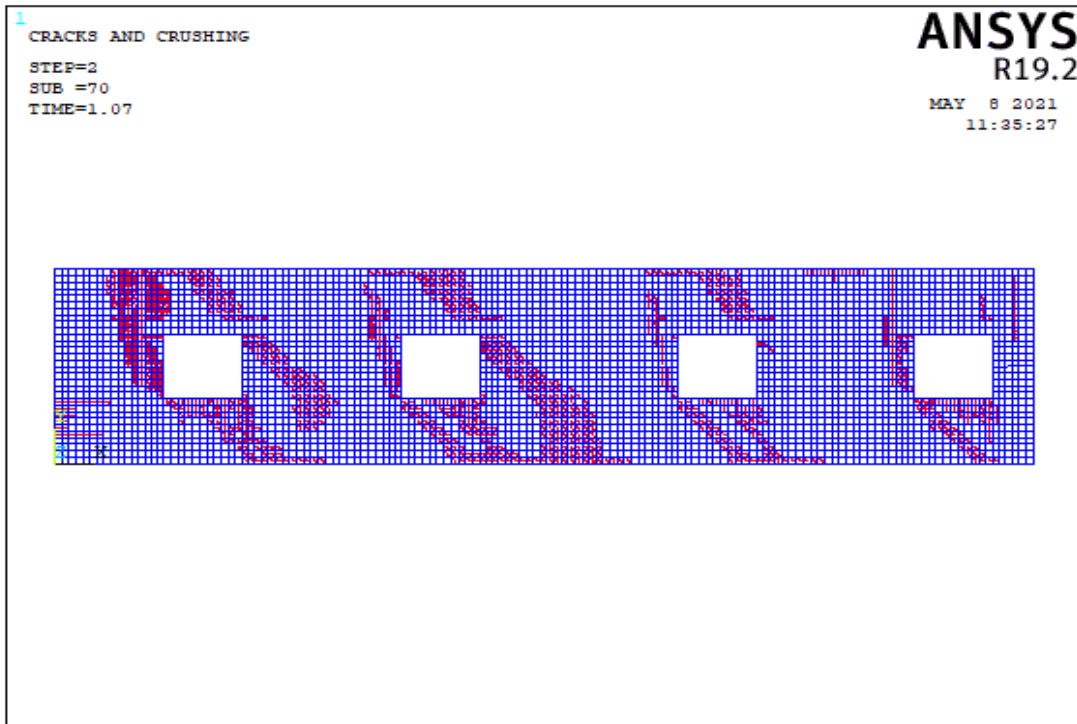 1
CRACKS AND CRUSHING
STEP=2
SUB =70
TIME=1.07
ANSYS
R19.2
MAY  8 2021
11:35:27
Y
X